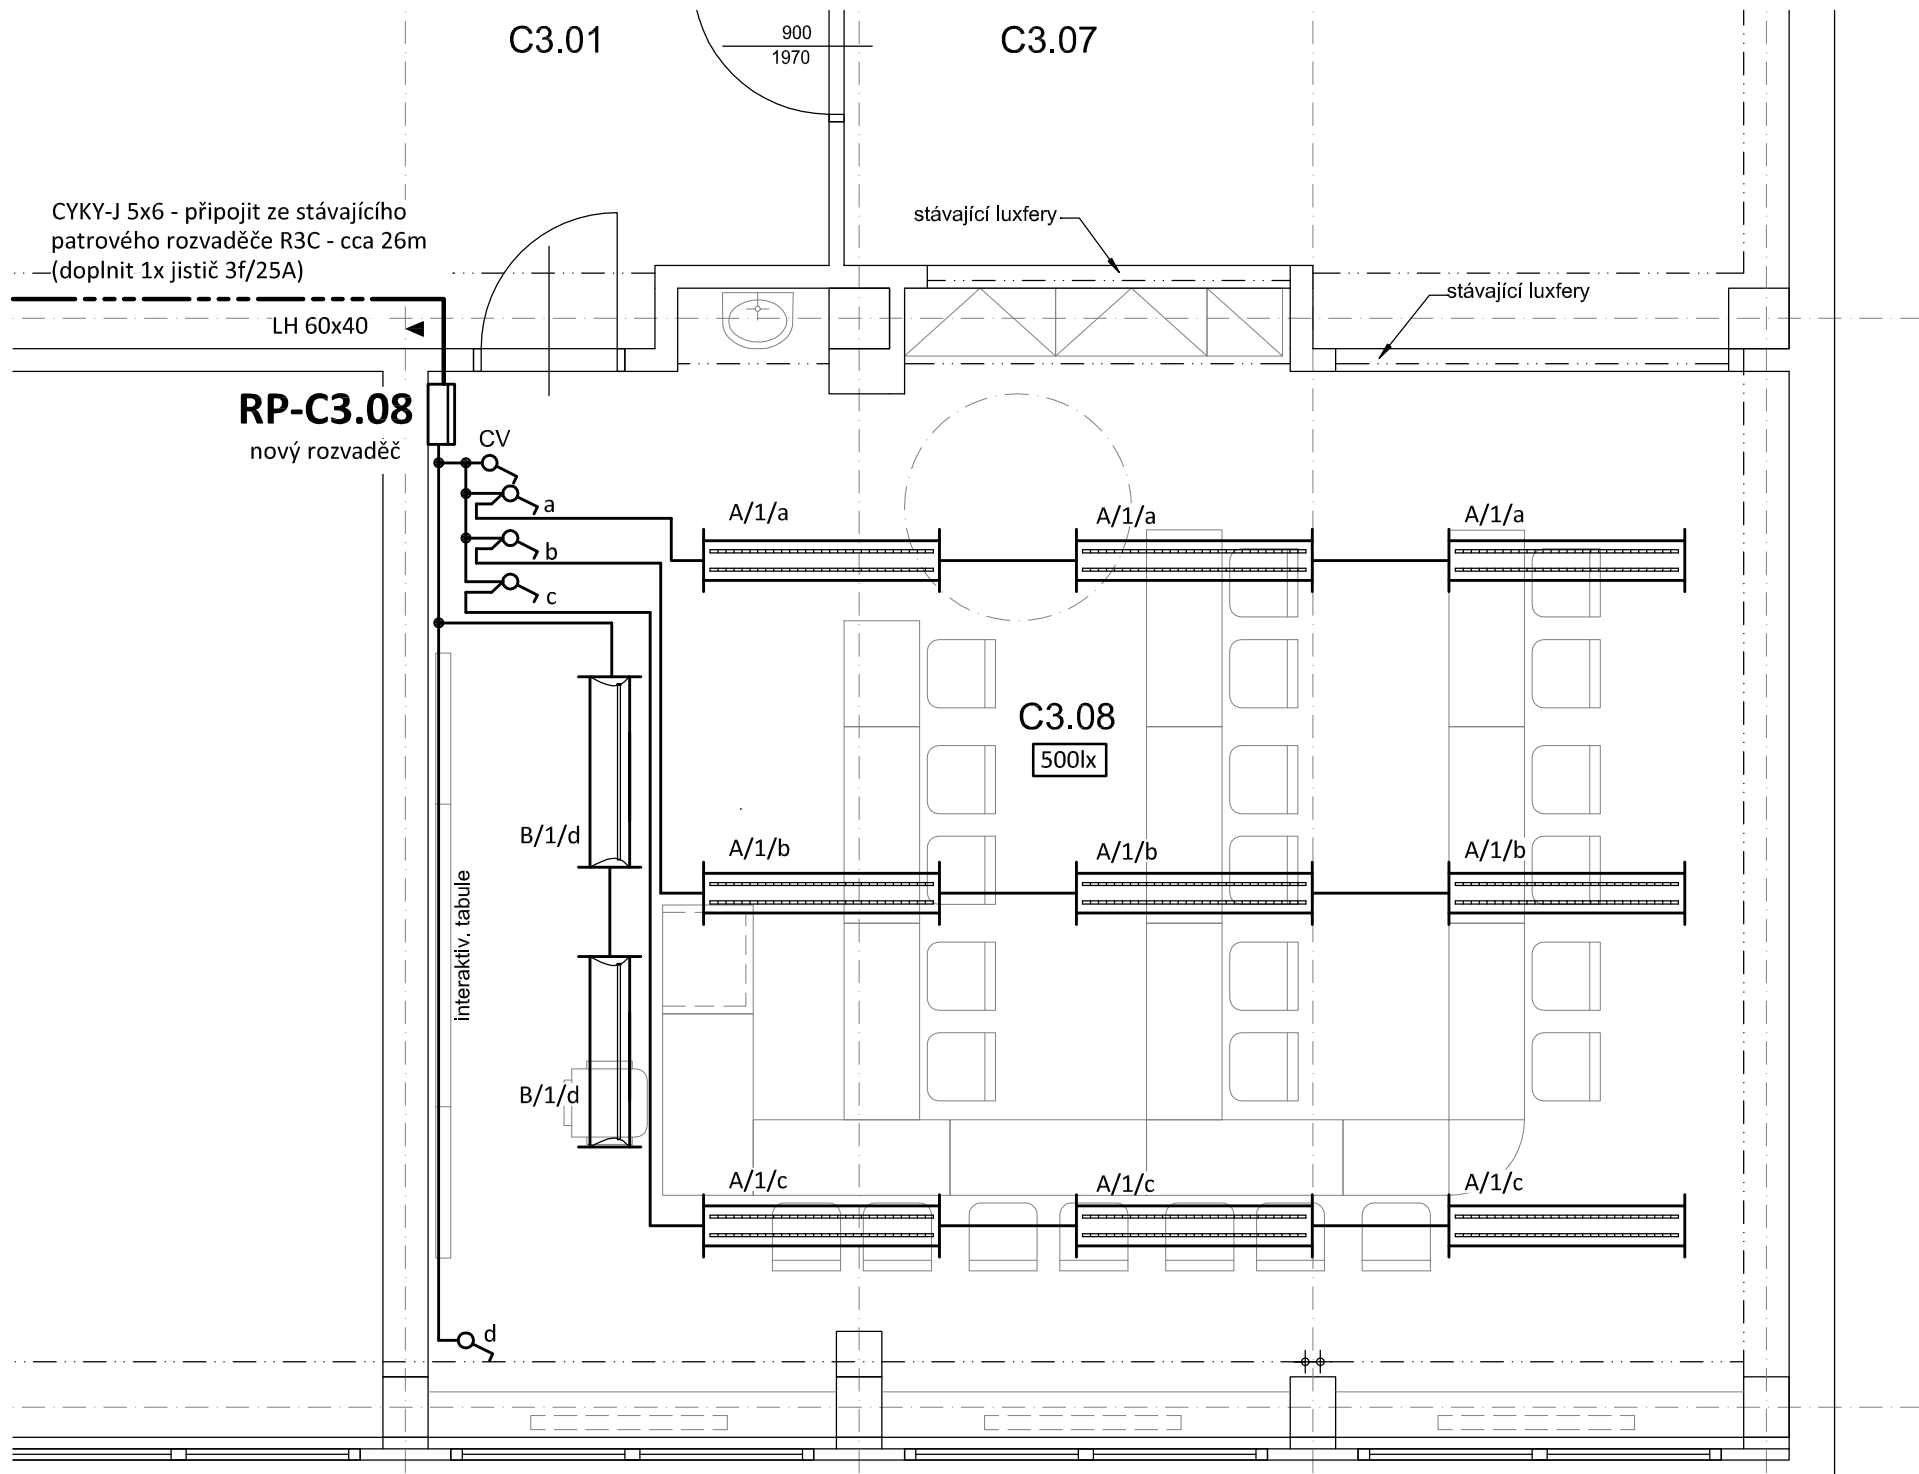 C3.01
900
1970
C3.07
CYKY-J 5x6 - připojit ze stávajícího
patrového rozvaděče R3C - cca 26m
(doplnit 1x jistič 3f/25A)
stávající luxfery
stávající luxfery
LH 60x40
RP-C3.08
nový rozvaděč
CV
a
b
c
A/1/a
A/1/a
A/1/a
C3.08
500lx
B/1/d
A/1/b
A/1/b
A/1/b
interaktiv. tabule
B/1/d
A/1/c
A/1/c
A/1/c
d